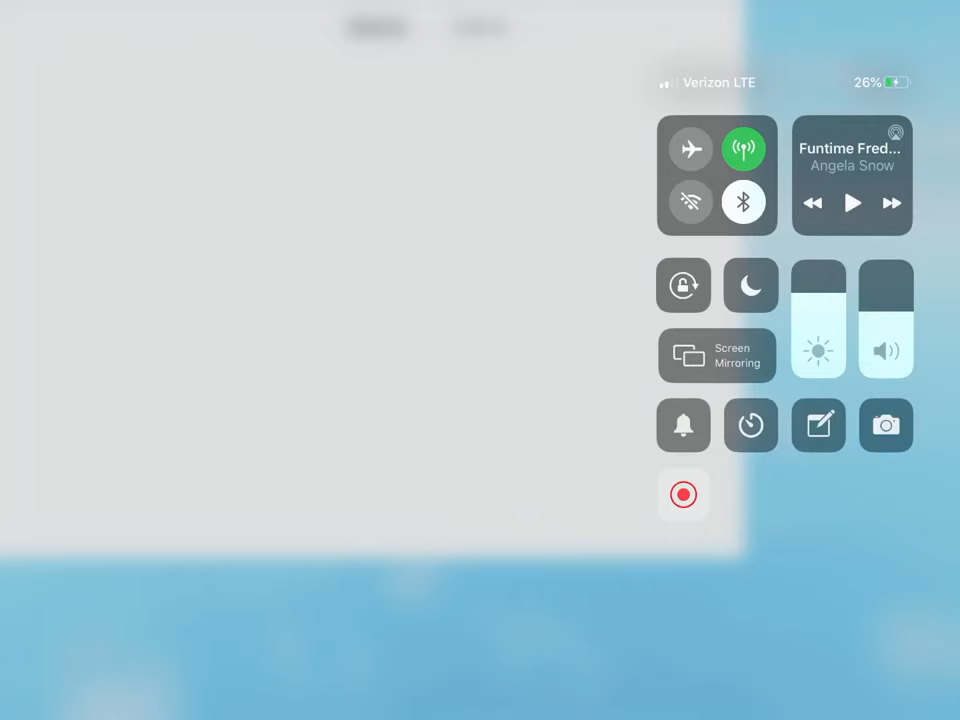 Verizon LTE
26%
Funtime Fred...
Angela Snow
Screen
Mirroring